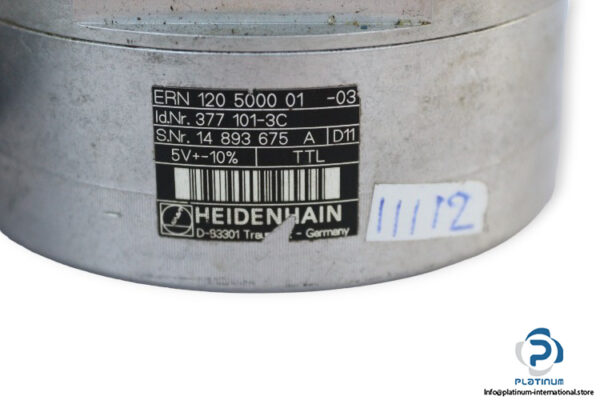 ERN 120 5000 01 -03
Id.Nr. 377 101-3C
S.Nr. 14 893 675 A D11
5V+-10% TTL
HEIDENHAIN
D-83301 - Germany
11112
PLATINUM
Info@platinum-international.store